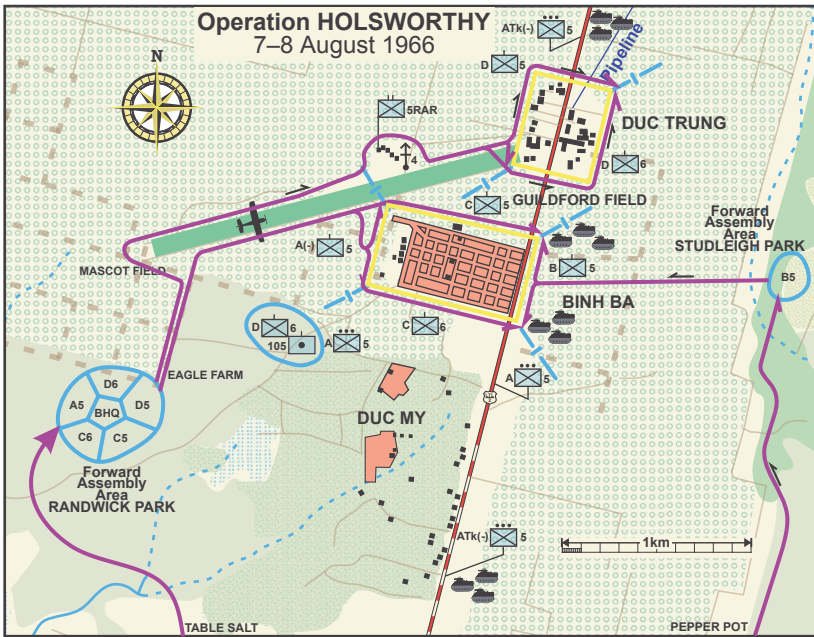 Operation HOLSWORTHY
7–8 August 1966
N
ATk(-) 5
Pipeline
D 5
5RAR
4
DUC TRUNG
D 6
GUILDFORD FIELD
C 5
Forward
Assembly
Area
STUDLEIGH PARK
A(-) 5
MASCOT FIELD
B 5
B5
BINH BA
D 6
105
A 5
C 6
EAGLE FARM
A 5
D6
A5
D5
BHQ
C6
C5
DUC MY
Forward
Assembly
Area
RANDWICK PARK
ATk(-) 5
1km
TABLE SALT
PEPPER POT